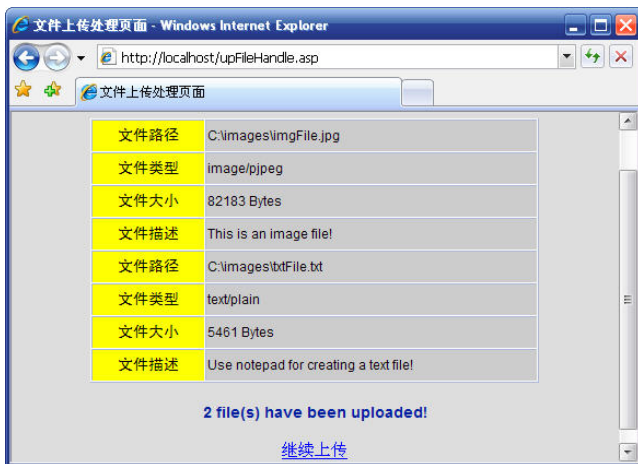 文件上传处理页面 - Windows Internet Explorer
http://localhost/upFileHandle.asp
文件上传处理页面
文件路径 C:\images\imgFile.jpg
文件类型 image/pjpeg
文件大小 82183 Bytes
文件描述 This is an image file!
文件路径 C:\images\txtFile.txt
文件类型 text/plain
文件大小 5461 Bytes
文件描述 Use notepad for creating a text file!
2 file(s) have been uploaded!
继续上传